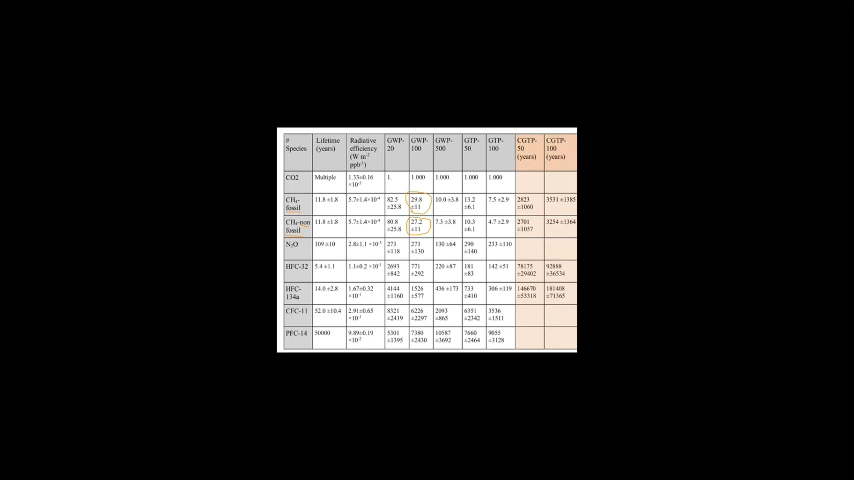 # Species Lifetime (years) Radiative efficiency (W m-2 ppb-1) GWP-20 GWP-100 GWP-500 GTP-50 GTP-100 CGTP-50 (years) CGTP-100 (years)
CO2 Multiple 1.33±0.16 ×10-5 1. 1.000 1.000 1.000 1.000
CH4-fossil 11.8 ±1.8 5.7±1.4×10-4 82.5 ±25.8 29.8 ±11 10.0 ±3.8 13.2 ±6.1 7.5 ±2.9 2823 ±1060 3531 ±1385
CH4-non fossil 11.8 ±1.8 5.7±1.4×10-4 80.8 ±25.8 27.2 ±11 7.3 ±3.8 10.3 ±6.1 4.7 ±2.9 2701 ±1057 3254 ±1364
N2O 109 ±10 2.8±1.1 ×10-3 273 ±118 273 ±130 130 ±64 290 ±140 233 ±110
HFC-32 5.4 ±1.1 1.1±0.2 ×10-1 2693 ±842 771 ±292 220 ±87 181 ±83 142 ±51 78175 ±29402 92888 ±36534
HFC-134a 14.0 ±2.8 1.67±0.32 ×10-1 4144 ±1160 1526 ±577 436 ±173 733 ±410 306 ±119 146670 ±53318 181408 ±71365
CFC-11 52.0 ±10.4 2.91±0.65 ×10-1 8321 ±2419 6226 ±2297 2093 ±865 6351 ±2342 3536 ±1511
PFC-14 50000 9.89±0.19 ×10-2 5301 ±1395 7380 ±2430 10587 ±3692 7660 ±2464 9055 ±3128